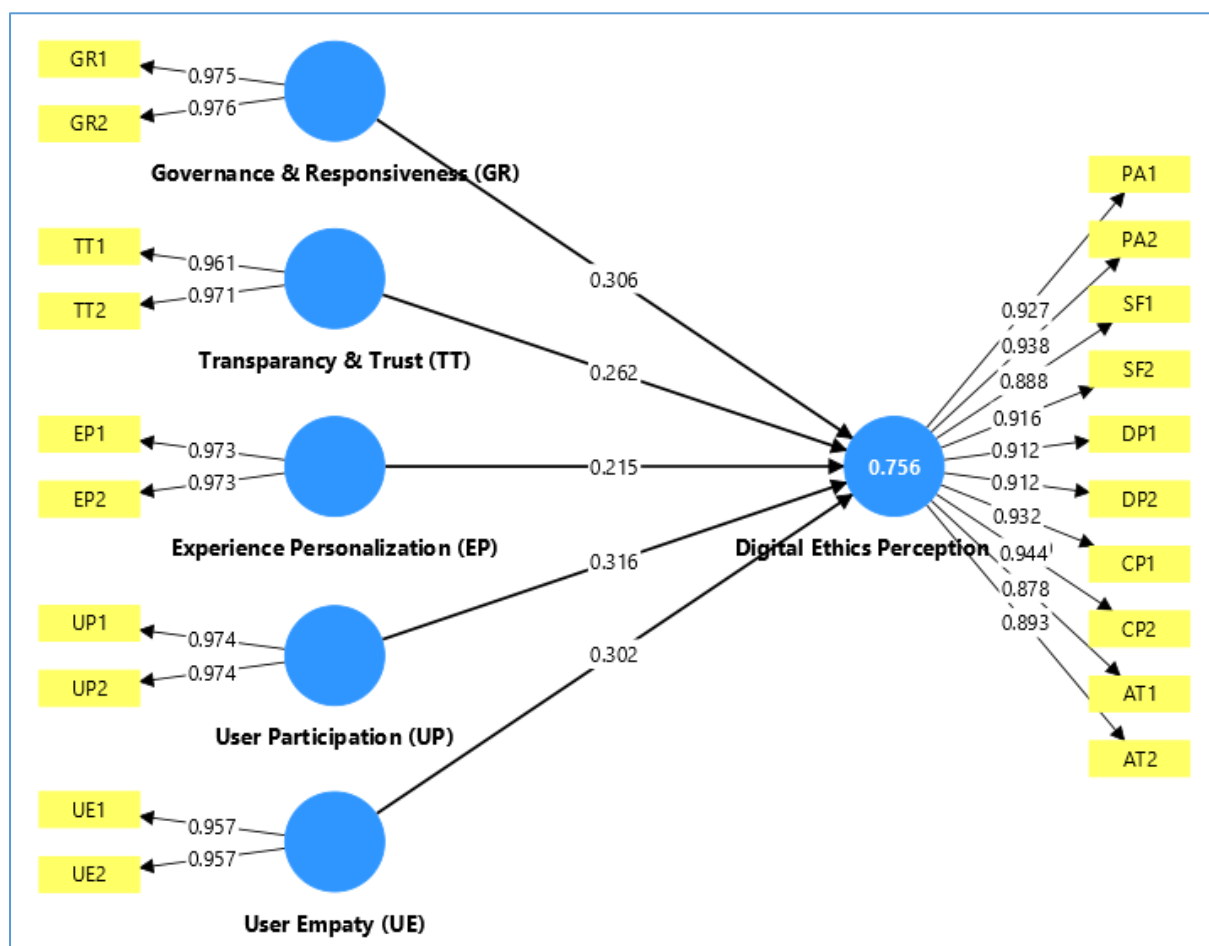 GR1
0.975
GR2
0.976
Governance & Responsiveness (GR)
TT1
0.961
TT2
0.971
Transparancy & Trust (TT)
EP1
0.973
EP2
0.973
Experience Personalization (EP)
UP1
0.974
UP2
0.974
User Participation (UP)
UE1
0.957
UE2
0.957
User Empaty (UE)
0.306
0.262
0.215
0.316
0.302
0.756
Digital Ethics Perception
0.927
0.938
0.888
0.916
0.912
0.912
0.932
0.944
0.878
0.893
PA1
PA2
SF1
SF2
DP1
DP2
CP1
CP2
AT1
AT2